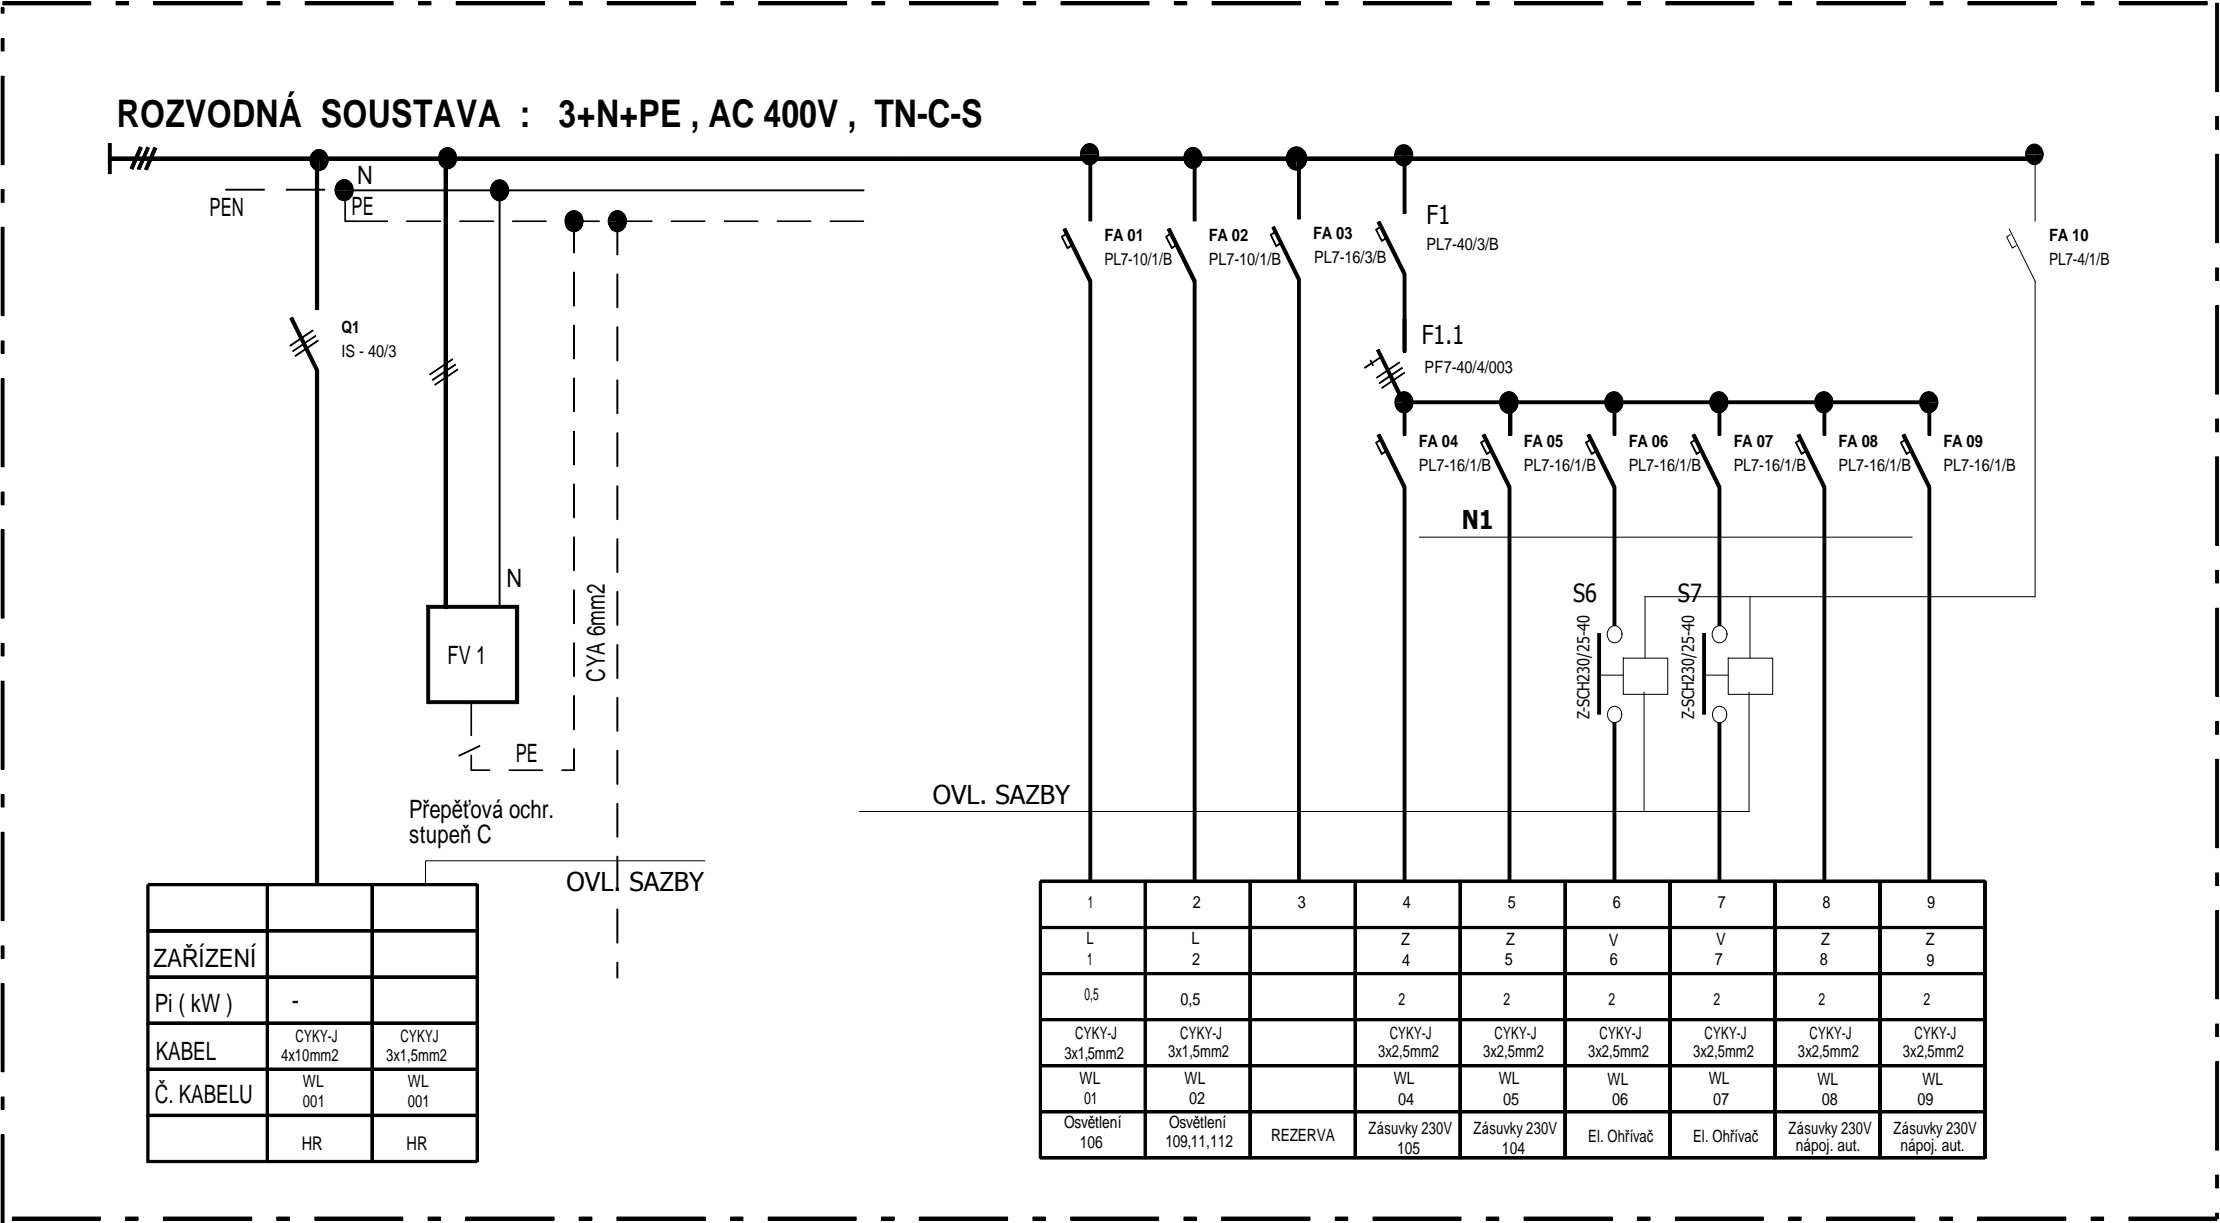 ROZVODNÁ SOUSTAVA : 3+N+PE , AC 400V , TN-C-S
N
PEN
PE
Q1
IS - 40/3
N
FV 1
CYA 6mm2
PE
Přepěťová ochr.
stupeň C
OVL. SAZBY
FA 01
PL7-10/1/B
FA 02
PL7-10/1/B
FA 03
PL7-16/3/B
F1
PL7-40/3/B
FA 10
PL7-4/1/B
F1.1
PF7-40/4/003
FA 04
PL7-16/1/B
FA 05
PL7-16/1/B
FA 06
PL7-16/1/B
FA 07
PL7-16/1/B
FA 08
PL7-16/1/B
FA 09
PL7-16/1/B
N1
S6
Z-SCH230/25-40
S7
Z-SCH230/25-40
OVL. SAZBY
ZAŘÍZENÍ
Pi ( kW ) -
KABEL
CYKY-J
4x10mm2
CYKYJ
3x1,5mm2
Č. KABELU
WL
001
WL
001
HR HR
1 2 3 4 5 6 7 8 9
L L Z Z V V Z Z
1 2 4 5 6 7 8 9
0,5 0,5 2 2 2 2 2 2
CYKY-J CYKY-J CYKY-J CYKY-J CYKY-J CYKY-J CYKY-J CYKY-J
3x1,5mm2 3x1,5mm2 3x2,5mm2 3x2,5mm2 3x2,5mm2 3x2,5mm2 3x2,5mm2 3x2,5mm2
WL WL WL WL WL WL WL WL
01 02 04 05 06 07 08 09
Osvětlení
106
Osvětlení
109,11,112
REZERVA
Zásuvky 230V
105
Zásuvky 230V
104
El. Ohřívač
El. Ohřívač
Zásuvky 230V
nápoj. aut.
Zásuvky 230V
nápoj. aut.